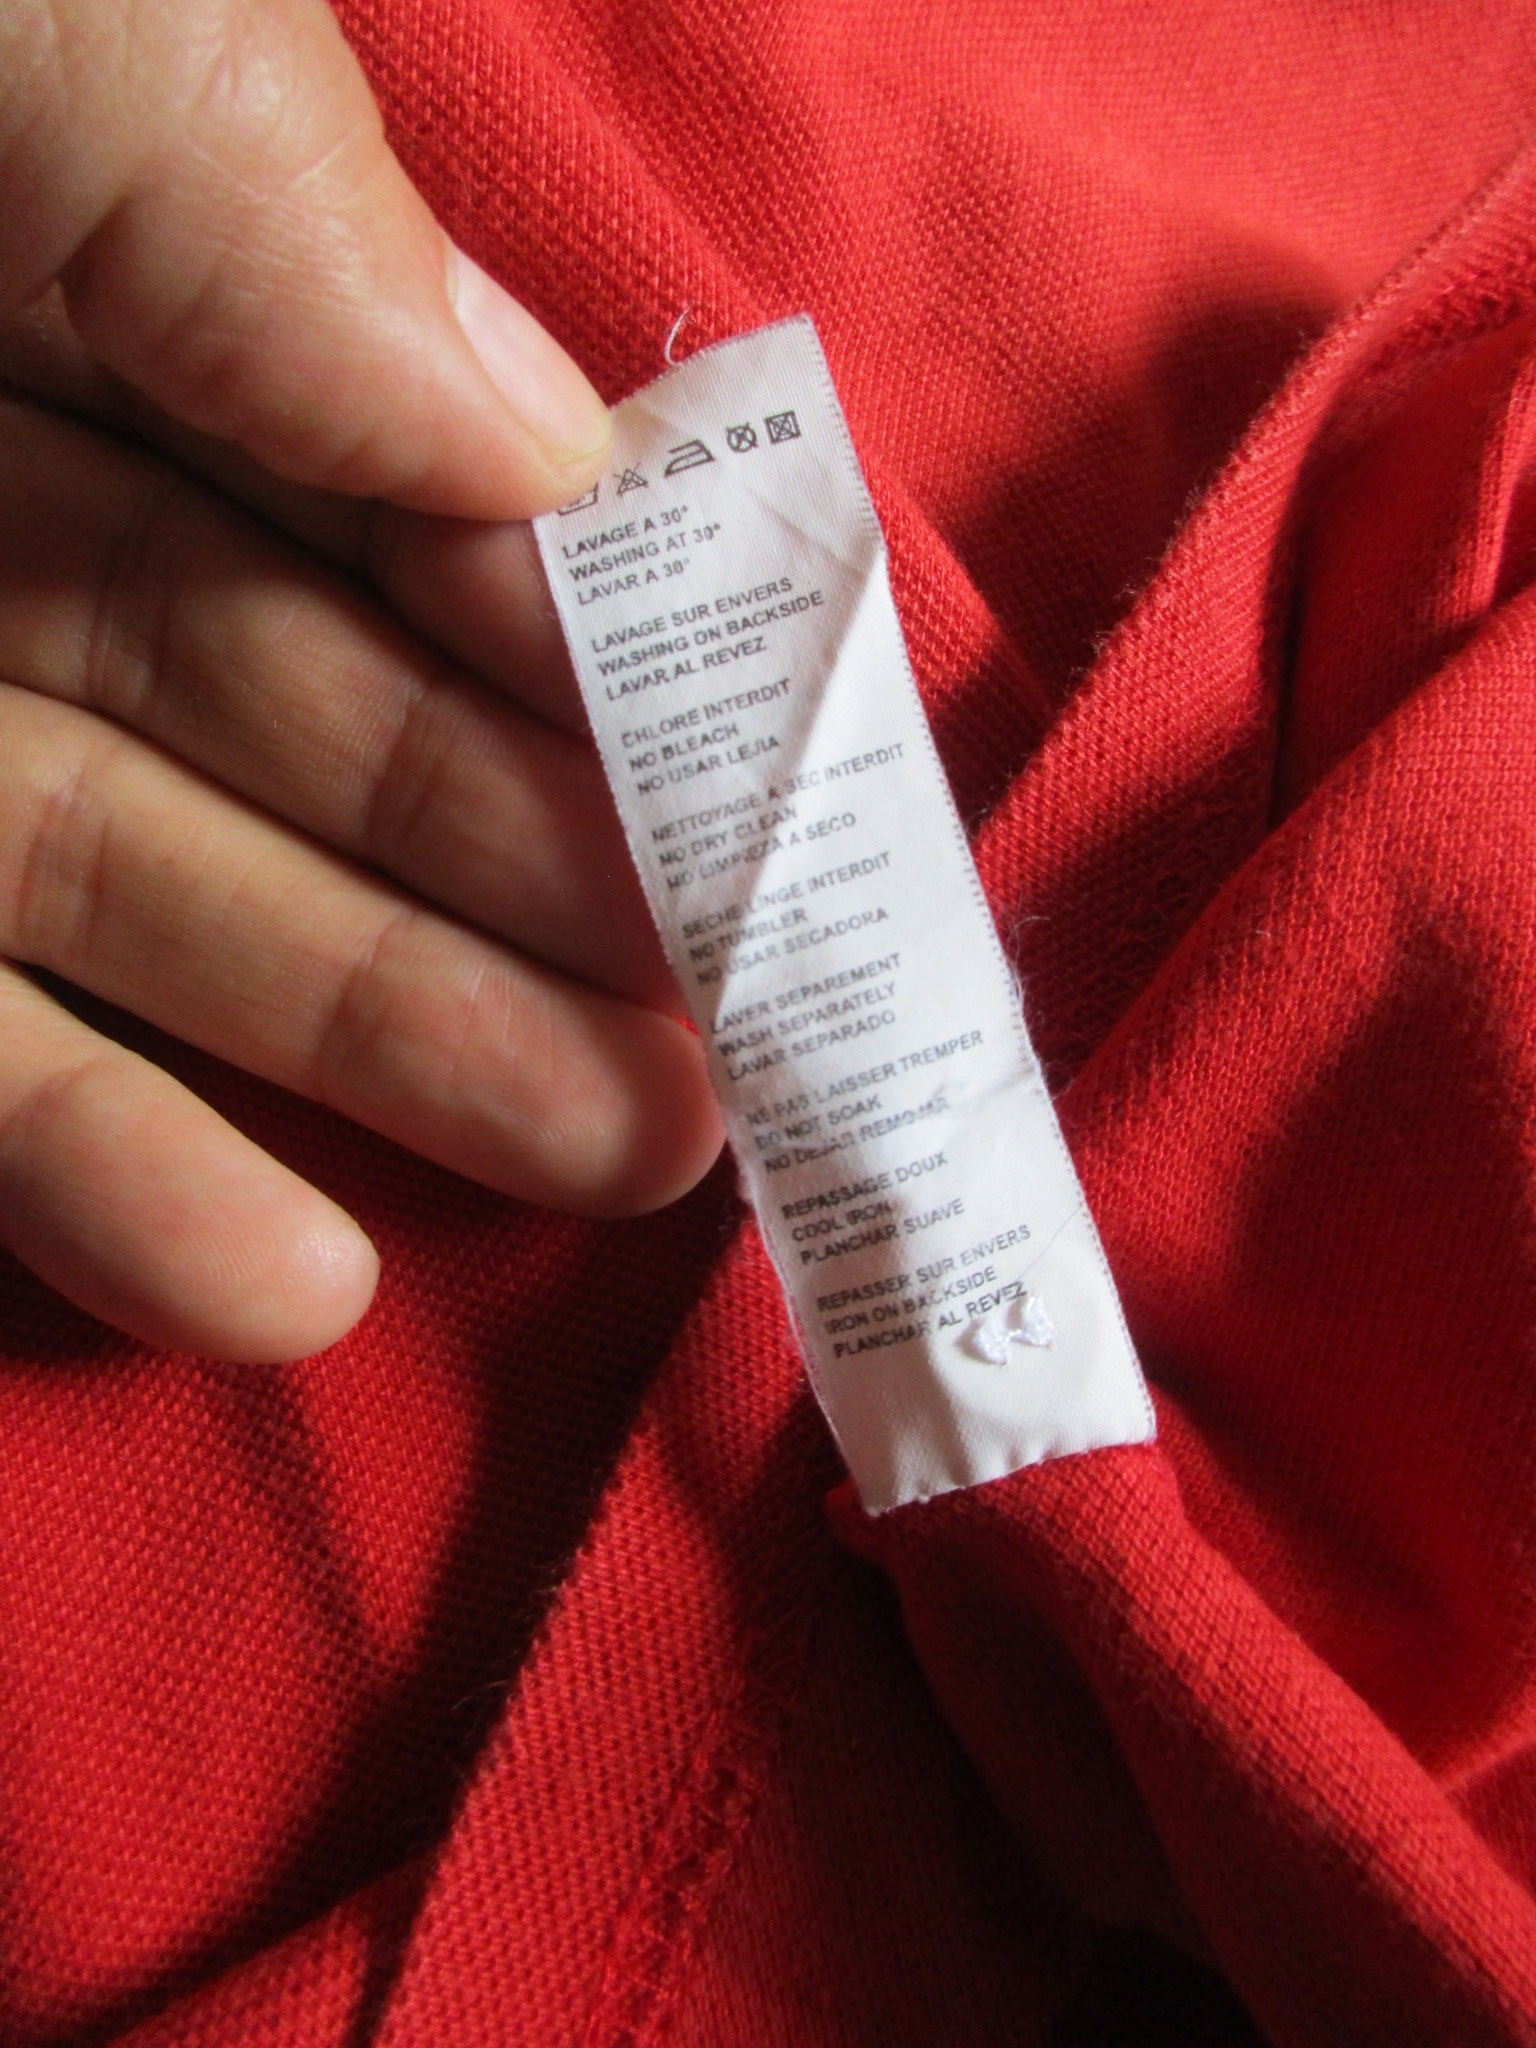 LAVAGE A 30°
WASHING AT 30°
LAVAR A 30°
LAVAGE SUR ENVERS
WASHING ON BACKSIDE
LAVAR AL REVEZ
CHLORE INTERDIT
NO BLEACH
NO USAR LEJIA
NETTOYAGE A SEC INTERDIT
NO DRY CLEAN
NO LIMPIEZA A SECO
SECHE LINGE INTERDIT
NO TUMBLER
NO USAR SECADORA
LAVER SEPAREMENT
WASH SEPARATELY
LAVAR SEPARADO
NE PAS LAISSER TREMPER
DO NOT SOAK
NO DEJAR REMOJAR
REPASSAGE DOUX
COOL IRON
PLANCHAR SUAVE
REPASSER SUR ENVERS
IRON ON BACKSIDE
PLANCHAR AL REVEZ